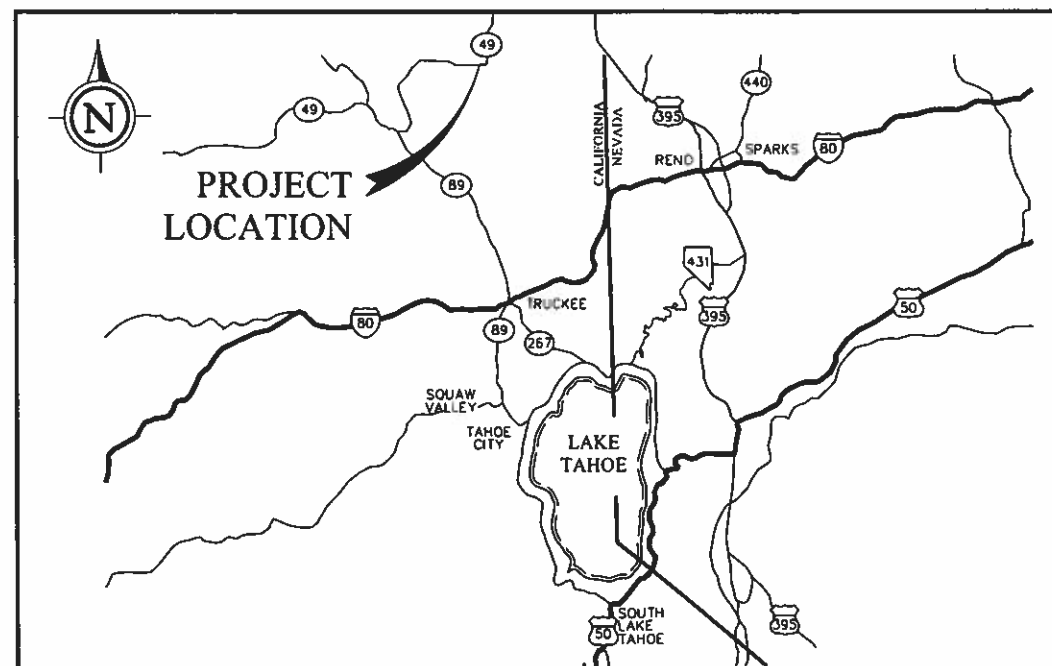 49
49
440
395
N
CALIFORNIA
NEVADA
SPARKS
80
RENO
PROJECT
LOCATION
89
431
TRUCKEE
395
50
80
89
267
SQUAW
VALLEY
TAHOE
CITY
LAKE
TAHOE
SOUTH
LAKE
TAHOE
50
395